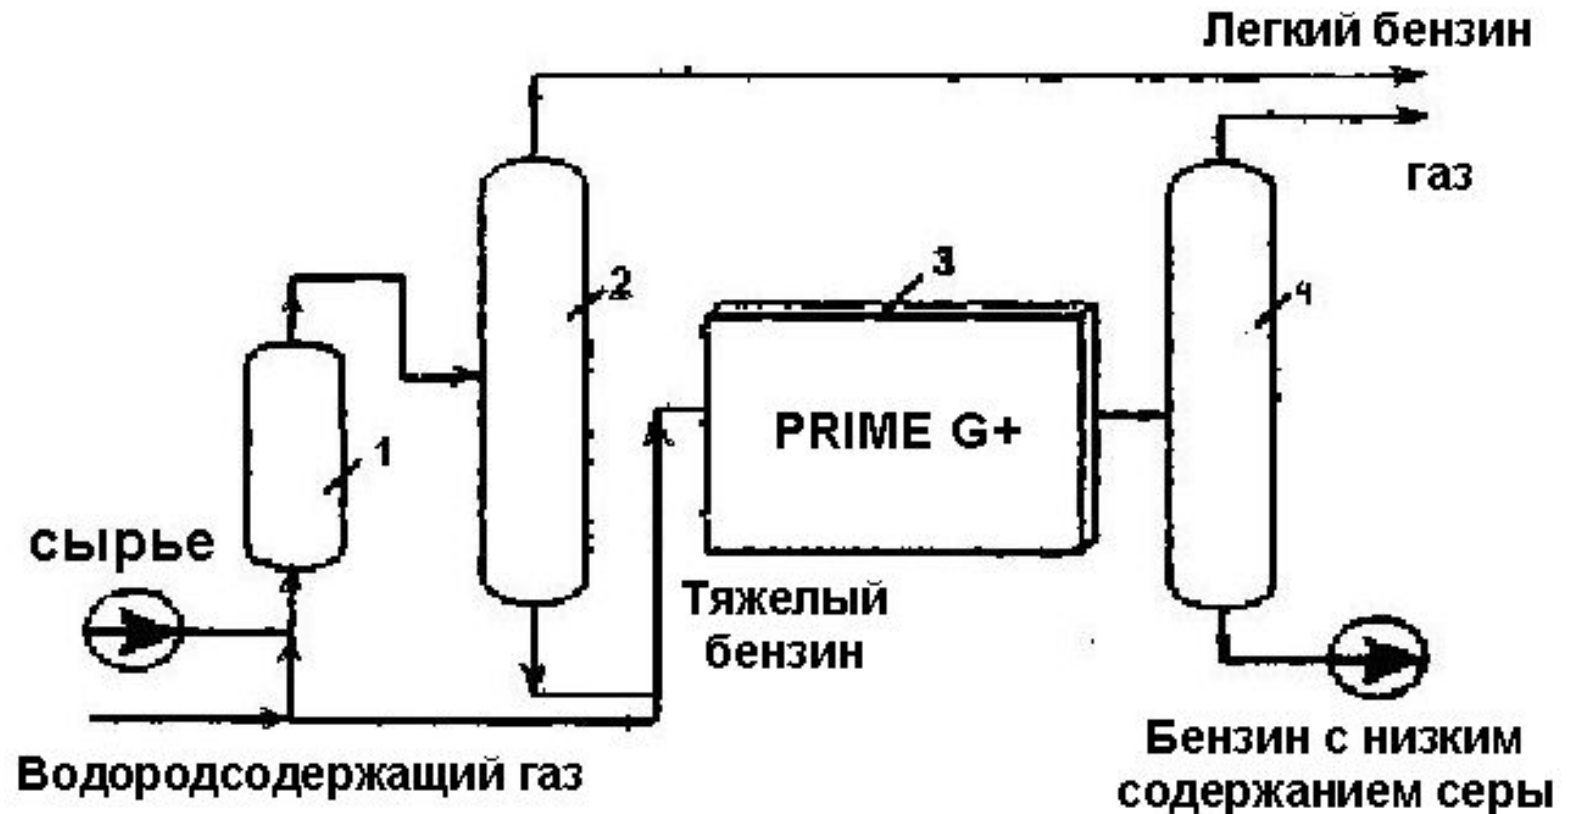 Легкий бензин
газ
3
2
4
PRIME G+
1
сырье
Тяжелый
бензин
Водородсодержащий газ
Бензин с низким
содержанием серы